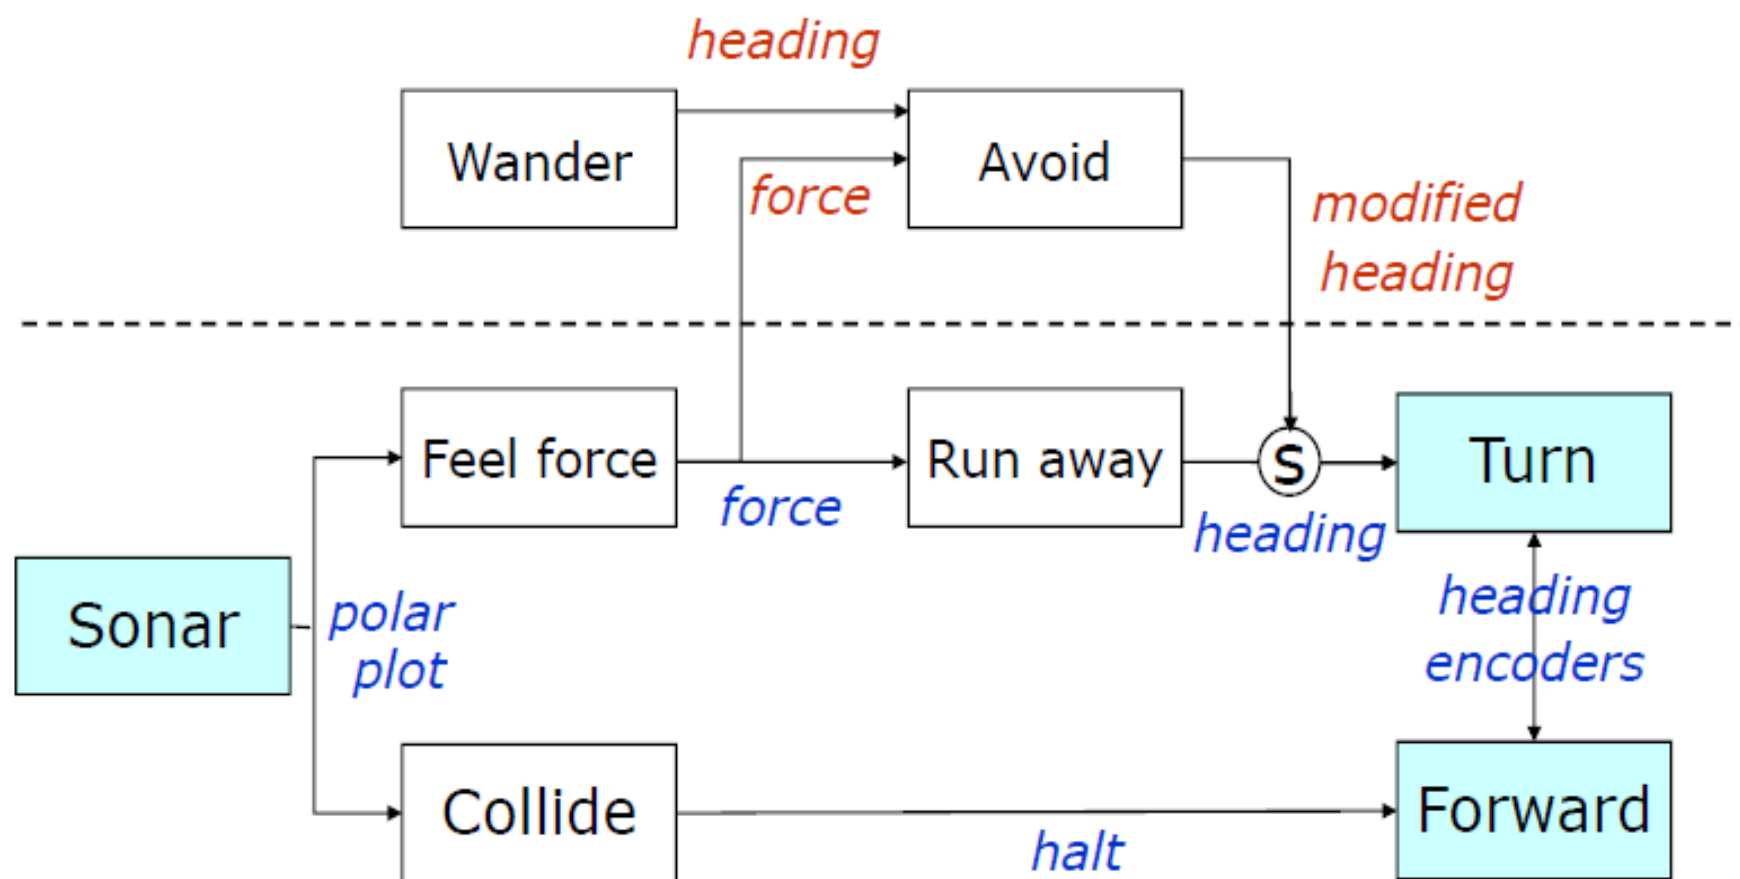 heading
Wander
Avoid
force
modified
heading
Feel force
Run away
S
Turn
force
heading
Sonar
polar
plot
heading
encoders
Collide
Forward
halt